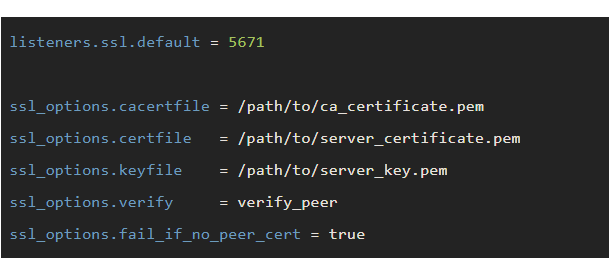 listeners.ssl.default = 5671
ssl_options.cacertfile = /path/to/ca_certificate.pem
ssl_options.certfile   = /path/to/server_certificate.pem
ssl_options.keyfile    = /path/to/server_key.pem
ssl_options.verify     = verify_peer
ssl_options.fail_if_no_peer_cert = true